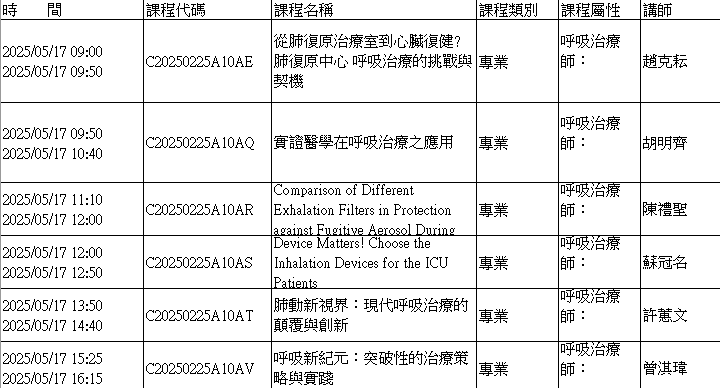 時 間 課程代碼 課程名稱 課程類別 課程屬性 講師
2025/05/17 09:00
2025/05/17 09:50
C20250225A10AE
從肺復原治療室到心臟復健?
肺復原中心 呼吸治療的挑戰與
契機
專業
呼吸治療
師：
趙克耘
2025/05/17 09:50
2025/05/17 10:40
C20250225A10AQ
實證醫學在呼吸治療之應用
專業
呼吸治療
師：
胡明齊
2025/05/17 11:10
2025/05/17 12:00
C20250225A10AR
Comparison of Different
Exhalation Filters in Protection
against Fugitive Aerosol During
專業
呼吸治療
師：
陳禮聖
2025/05/17 12:00
2025/05/17 12:50
C20250225A10AS
Device Matters! Choose the
Inhalation Devices for the ICU
Patients
專業
呼吸治療
師：
蘇冠名
2025/05/17 13:50
2025/05/17 14:40
C20250225A10AT
肺動新視界：現代呼吸治療的
顛覆與創新
專業
呼吸治療
師：
許蕙文
2025/05/17 15:25
2025/05/17 16:15
C20250225A10AV
呼吸新紀元：突破性的治療策
略與實踐
專業
呼吸治療
師：
曾淇瑋